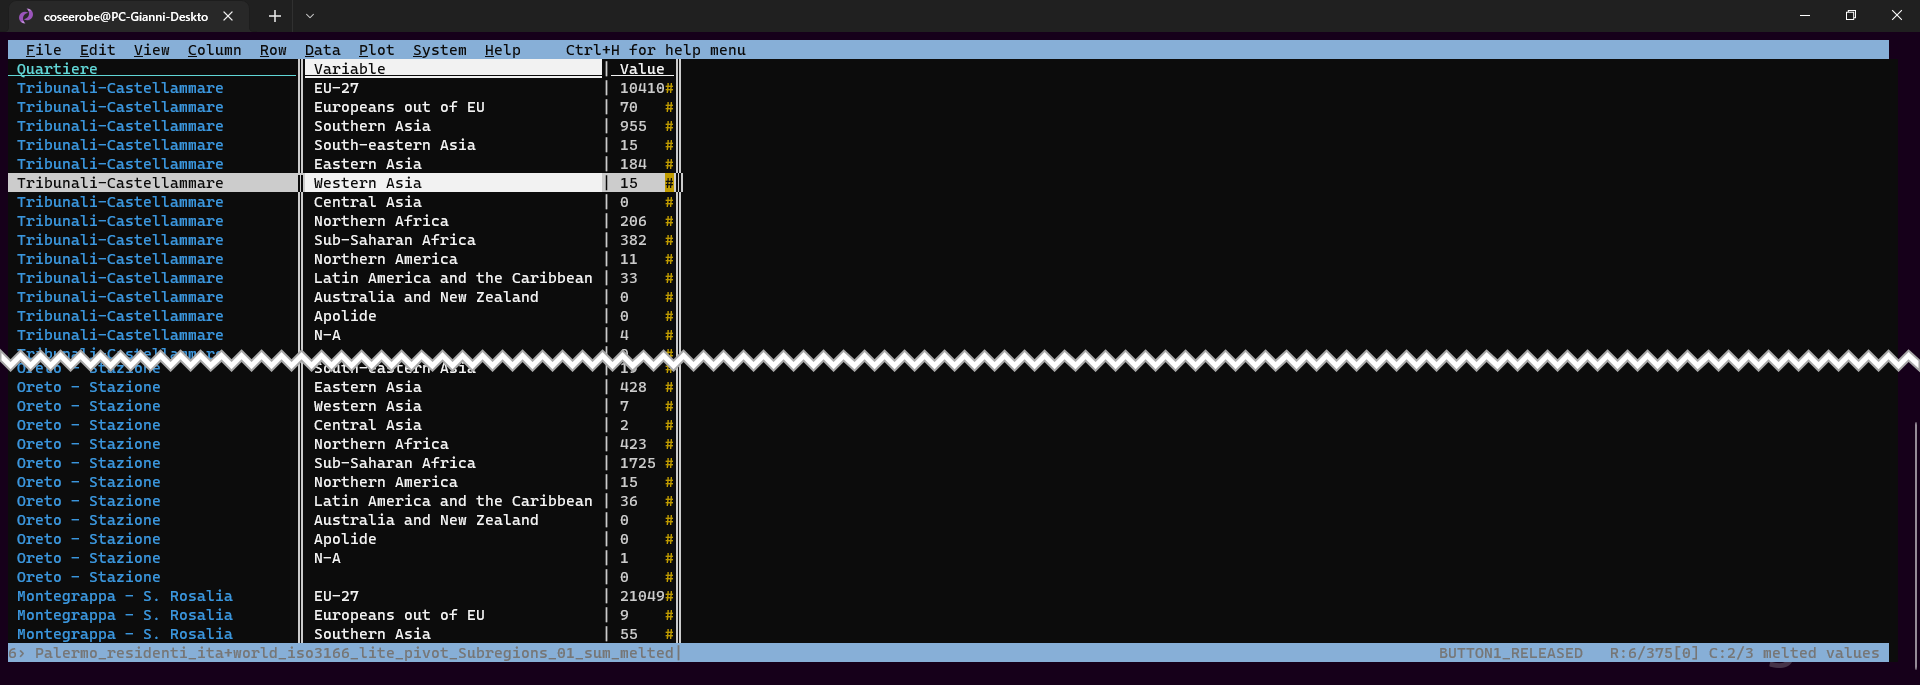 coseerobe@PC-Gianni-Deskto
File Edit View Column Row Data Plot System Help Ctrl+H for help menu
Quartiere Variable | Value
Tribunali-Castellammare EU-27 | 10410#
Tribunali-Castellammare Europeans out of EU | 70 #
Tribunali-Castellammare Southern Asia | 955 #
Tribunali-Castellammare South-eastern Asia | 15 #
Tribunali-Castellammare Eastern Asia | 184 #
Tribunali-Castellammare Western Asia | 15 #
Tribunali-Castellammare Central Asia | 0 #
Tribunali-Castellammare Northern Africa | 206 #
Tribunali-Castellammare Sub-Saharan Africa | 382 #
Tribunali-Castellammare Northern America | 11 #
Tribunali-Castellammare Latin America and the Caribbean | 33 #
Tribunali-Castellammare Australia and New Zealand | 0 #
Tribunali-Castellammare Apolide | 0 #
Tribunali-Castellammare N-A | 4 #
Tribunali-Castellammare
Oreto - Stazione South-eastern Asia
Oreto - Stazione Eastern Asia | 428 #
Oreto - Stazione Western Asia | 7 #
Oreto - Stazione Central Asia | 2 #
Oreto - Stazione Northern Africa | 423 #
Oreto - Stazione Sub-Saharan Africa | 1725 #
Oreto - Stazione Northern America | 15 #
Oreto - Stazione Latin America and the Caribbean | 36 #
Oreto - Stazione Australia and New Zealand | 0 #
Oreto - Stazione Apolide | 0 #
Oreto - Stazione N-A | 1 #
Oreto - Stazione | 0 #
Montegrappa - S. Rosalia EU-27 | 21049#
Montegrappa - S. Rosalia Europeans out of EU | 9 #
Montegrappa - S. Rosalia Southern Asia | 55 #
6› Palermo_residenti_ita+world_iso3166_lite_pivot_Subregions_01_sum_melted| BUTTON1_RELEASED R:6/375[0] C:2/3 melted values